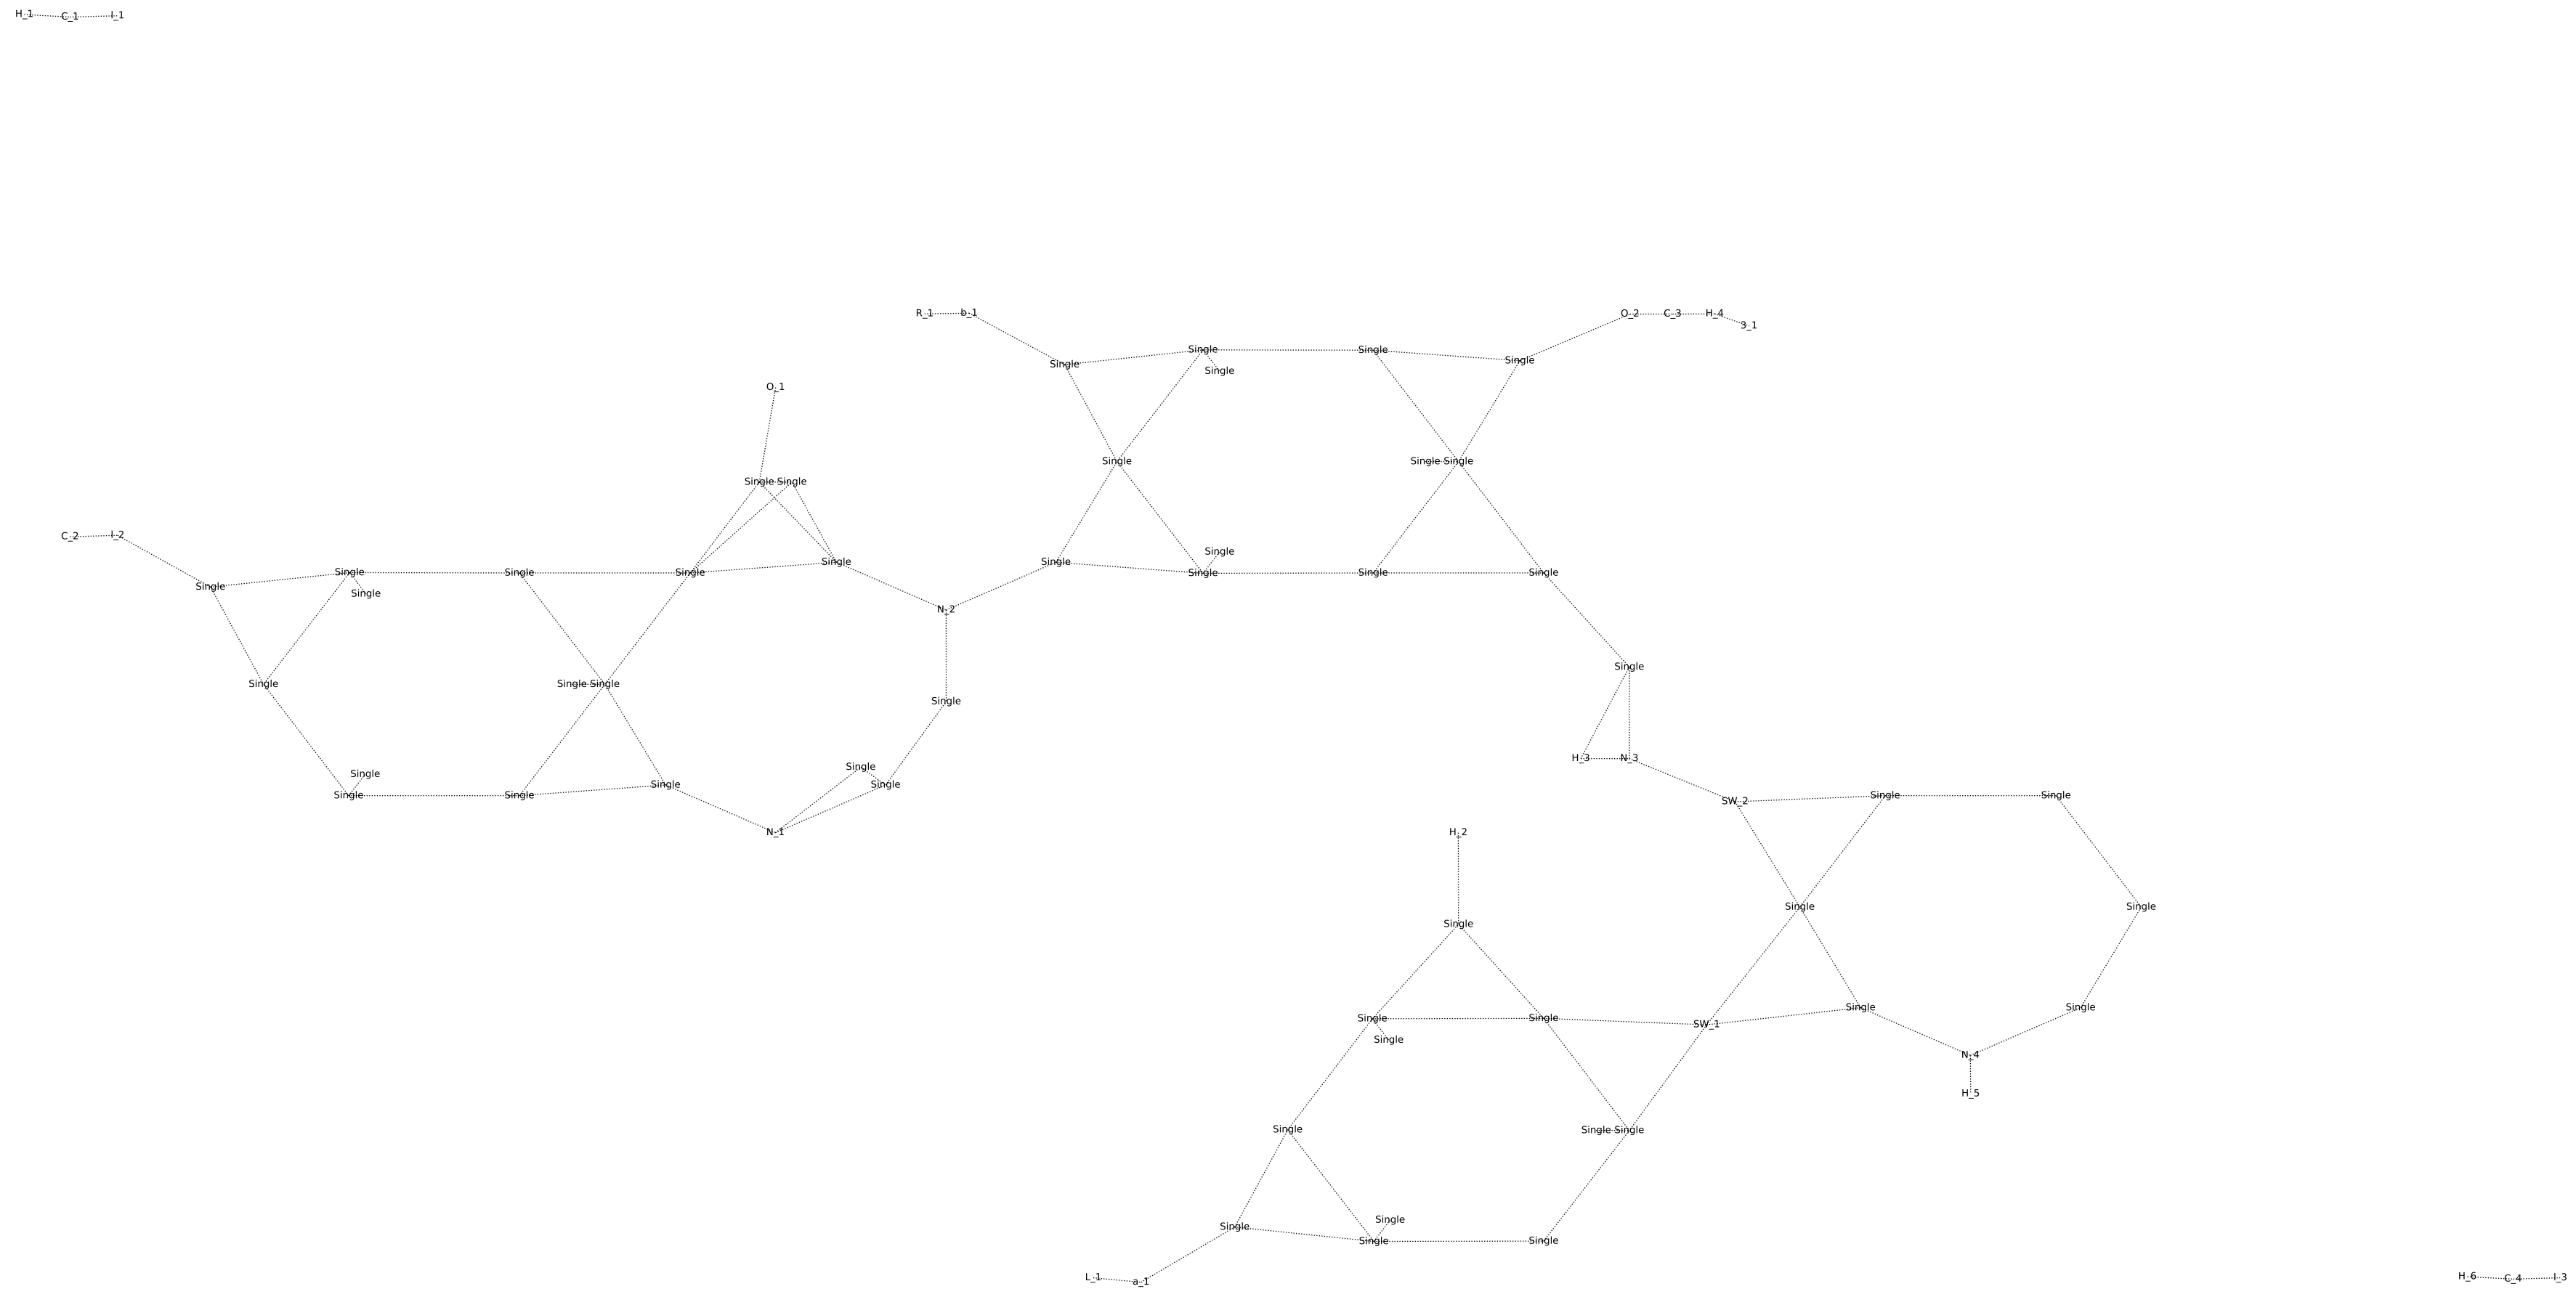 H_1 C_1 I_1
R_1 b_1 O_2 C_3 H_4
3_1
Single Single
Single Single
Single
O_1
Single Single Single
Single Single
C_2 I_2
Single
Single Single
Single Single Single Single Single Single
Single Single
N_2
Single
Single Single Single
Single
H_3 N_3
Single
Single
Single Single
Single Single Single Single
SW_2
N_1 H_2
Single Single
Single
Single Single
Single Single SW_1
Single
N_4
H_5
Single Single Single
Single
Single
Single Single
L_1 a_1 H_6 C_4 I_3